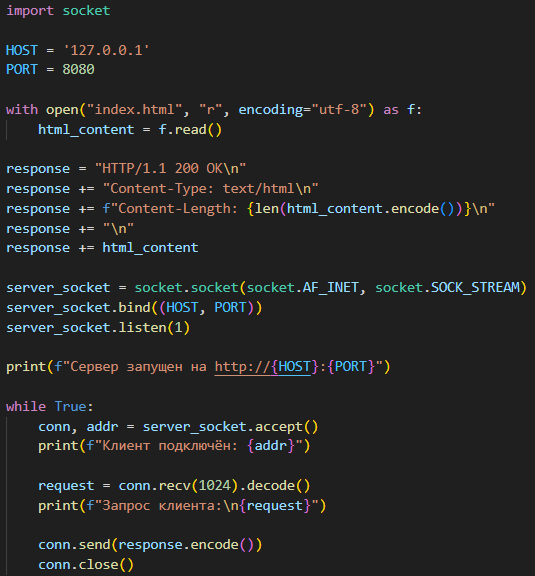 import socket

HOST = '127.0.0.1'
PORT = 8080

with open("index.html", "r", encoding="utf-8") as f:
    html_content = f.read()

response = "HTTP/1.1 200 OK\n"
response += "Content-Type: text/html\n"
response += f"Content-Length: {len(html_content.encode())}\n"
response += "\n"
response += html_content

server_socket = socket.socket(socket.AF_INET, socket.SOCK_STREAM)
server_socket.bind((HOST, PORT))
server_socket.listen(1)

print(f"Сервер запущен на http://{HOST}:{PORT}")

while True:
    conn, addr = server_socket.accept()
    print(f"Клиент подключён: {addr}")

    request = conn.recv(1024).decode()
    print(f"Запрос клиента:\n{request}")

    conn.send(response.encode())
    conn.close()